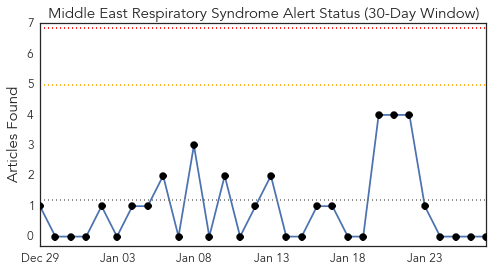 Middle East Respiratory Syndrome Alert Status (30-Day Window)
Articles Found
7
6
5
4
3
2
1
0
Dec 29 Jan 03 Jan 08 Jan 13 Jan 18 Jan 23